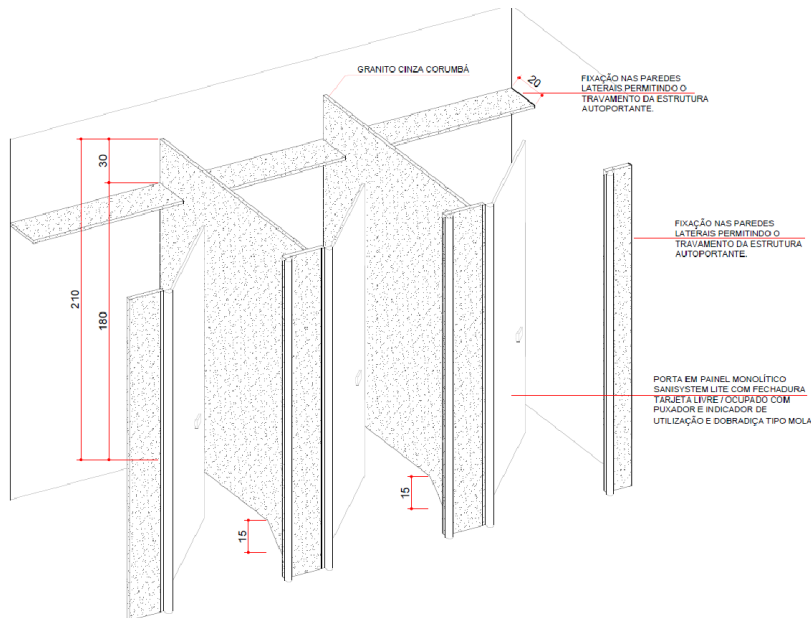 GRANITO CINZA CORUMBÁ
20
FIXAÇÃO NAS PAREDES
LATERAIS PERMITINDO O
TRAVAMENTO DA ESTRUTURA
AUTOPORTANTE.
30
210
180
FIXAÇÃO NAS PAREDES
LATERAIS PERMITINDO O
TRAVAMENTO DA ESTRUTURA
AUTOPORTANTE.
PORTA EM PAINEL MONOLÍTICO
SANISYSTEM LITE COM FECHADURA
TARJETA LIVRE / OCUPADO COM
PUXADOR E INDICADOR DE
UTILIZAÇÃO E DOBRADIÇA TIPO MOLA
15
15